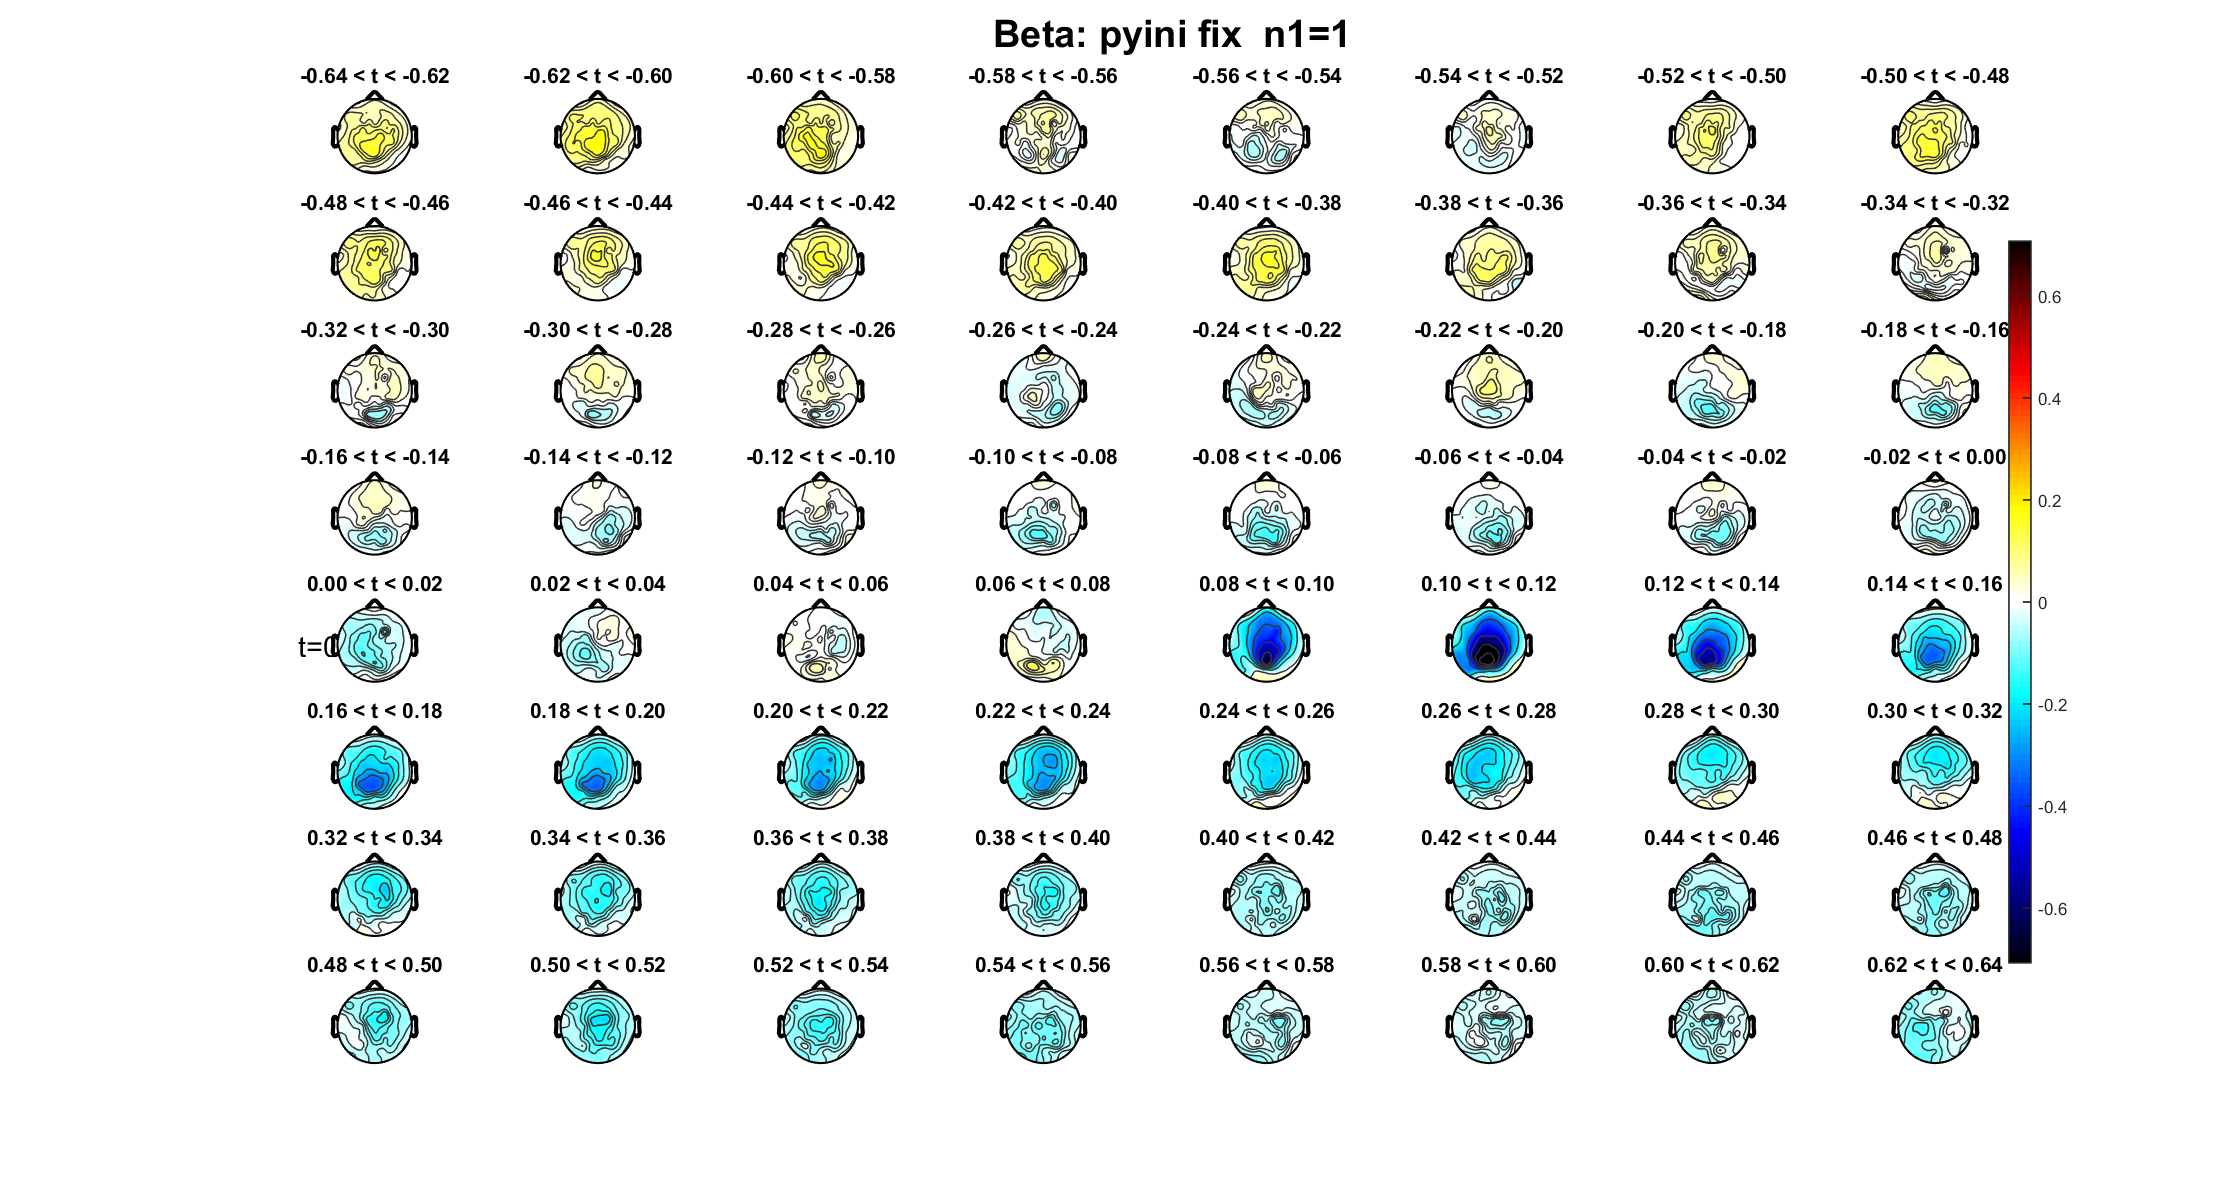 Beta: pyini fix  n1=1
-0.64 < t < -0.62 -0.62 < t < -0.60 -0.60 < t < -0.58 -0.58 < t < -0.56 -0.56 < t < -0.54 -0.54 < t < -0.52 -0.52 < t < -0.50 -0.50 < t < -0.48
-0.48 < t < -0.46 -0.46 < t < -0.44 -0.44 < t < -0.42 -0.42 < t < -0.40 -0.40 < t < -0.38 -0.38 < t < -0.36 -0.36 < t < -0.34 -0.34 < t < -0.32
0.6
-0.32 < t < -0.30 -0.30 < t < -0.28 -0.28 < t < -0.26 -0.26 < t < -0.24 -0.24 < t < -0.22 -0.22 < t < -0.20 -0.20 < t < -0.18 -0.18 < t < -0.16
0.4
-0.16 < t < -0.14 -0.14 < t < -0.12 -0.12 < t < -0.10 -0.10 < t < -0.08 -0.08 < t < -0.06 -0.06 < t < -0.04 -0.04 < t < -0.02 -0.02 < t < 0.00
0.2
0.00 < t < 0.02 0.02 < t < 0.04 0.04 < t < 0.06 0.06 < t < 0.08 0.08 < t < 0.10 0.10 < t < 0.12 0.12 < t < 0.14 0.14 < t < 0.16
0
t=0
-0.2
0.16 < t < 0.18 0.18 < t < 0.20 0.20 < t < 0.22 0.22 < t < 0.24 0.24 < t < 0.26 0.26 < t < 0.28 0.28 < t < 0.30 0.30 < t < 0.32
-0.4
0.32 < t < 0.34 0.34 < t < 0.36 0.36 < t < 0.38 0.38 < t < 0.40 0.40 < t < 0.42 0.42 < t < 0.44 0.44 < t < 0.46 0.46 < t < 0.48
-0.6
0.48 < t < 0.50 0.50 < t < 0.52 0.52 < t < 0.54 0.54 < t < 0.56 0.56 < t < 0.58 0.58 < t < 0.60 0.60 < t < 0.62 0.62 < t < 0.64